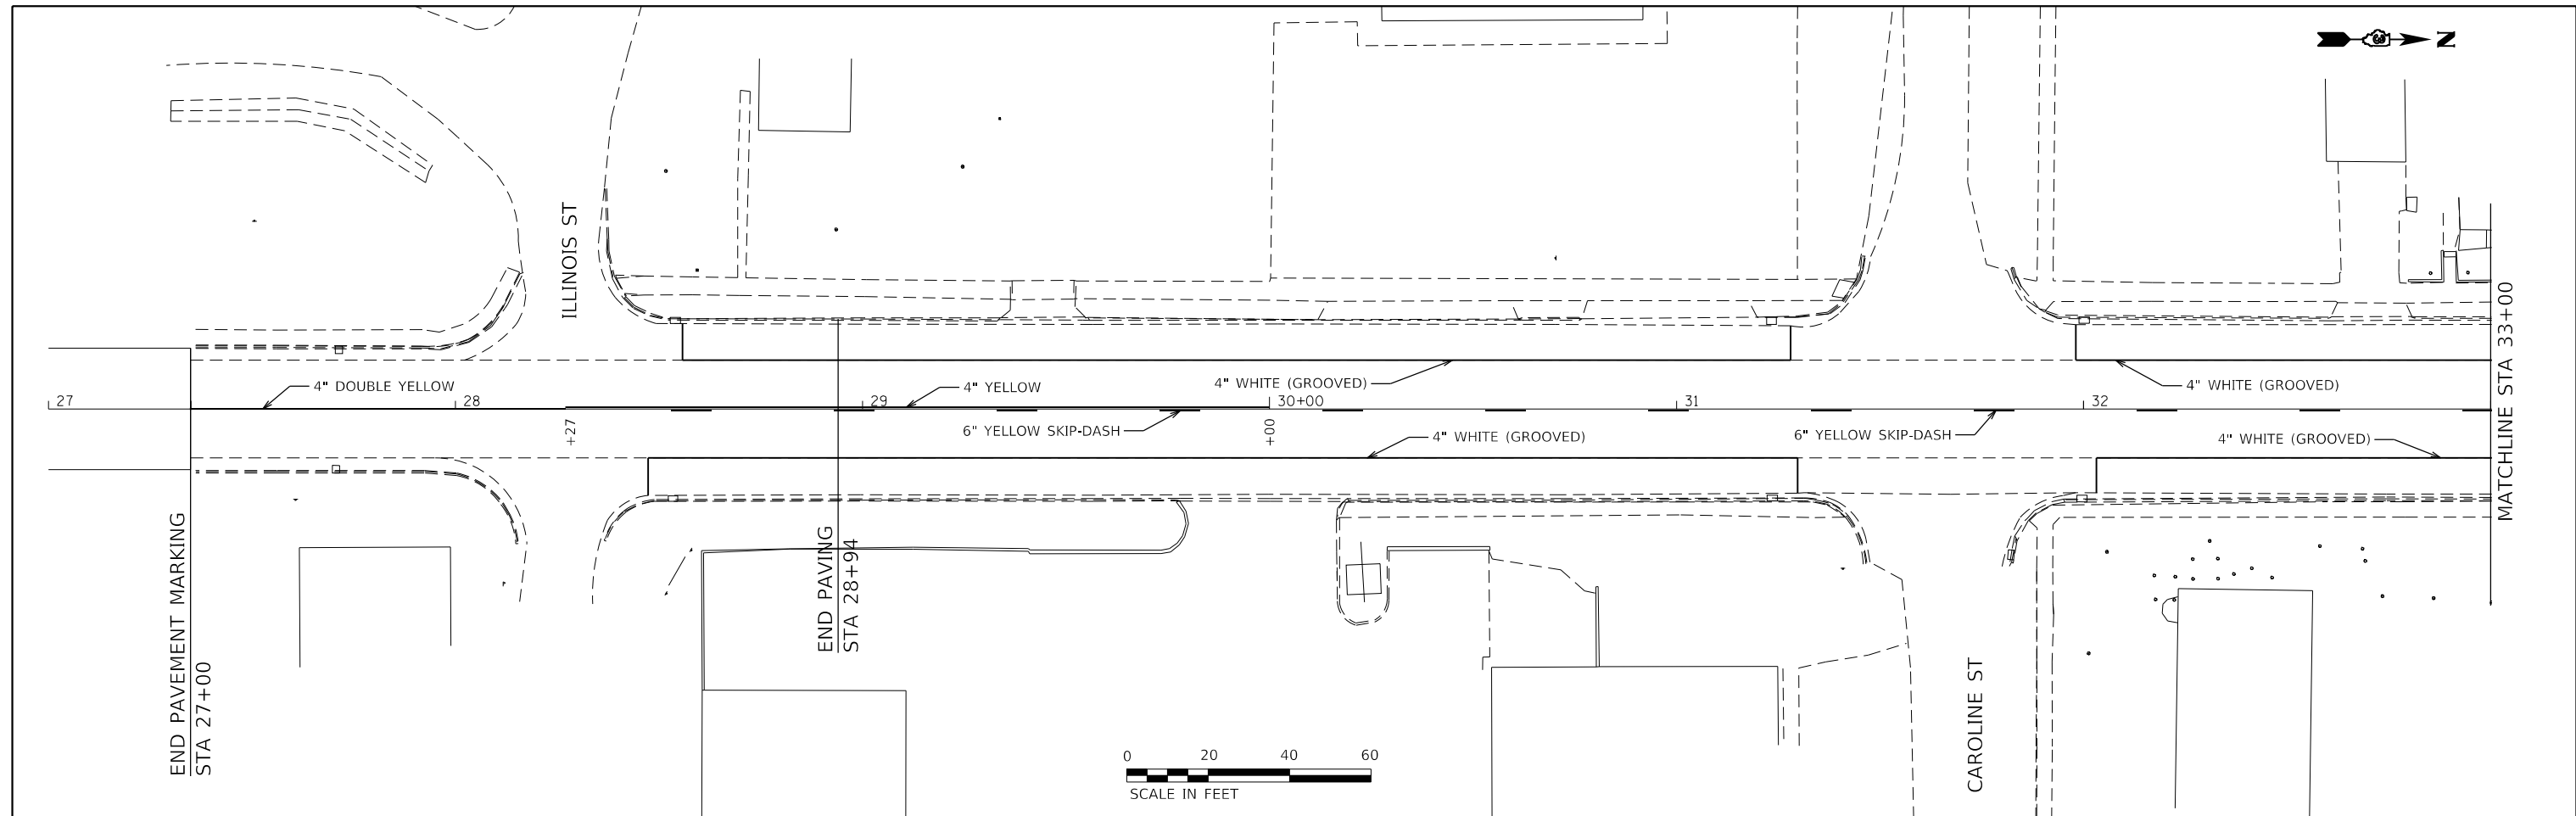 N
ILLINOIS ST
4" DOUBLE YELLOW
4" YELLOW
4" WHITE (GROOVED)
4" WHITE (GROOVED)
27
28
29
30+00
31
32
+27
+00
6" YELLOW SKIP-DASH
4" WHITE (GROOVED)
6" YELLOW SKIP-DASH
4" WHITE (GROOVED)
MATCHLINE STA 33+00
END PAVEMENT MARKING
STA 27+00
END PAVING
STA 28+94
CAROLINE ST
0 20 40 60
SCALE IN FEET